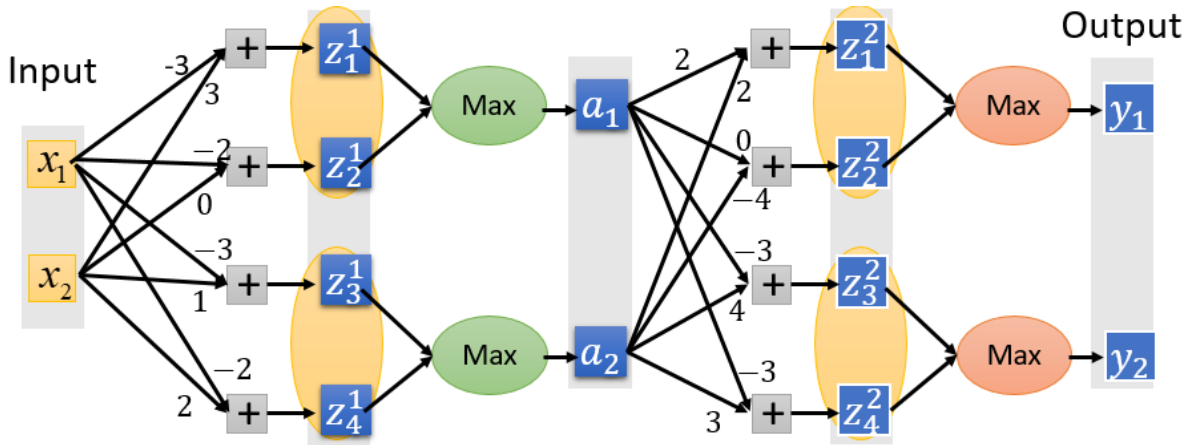 Input
Output
x₁
x₂
-3
3
−2
0
−3
1
−2
2
+
+
+
+
z₁¹
z₂¹
z₃¹
z₄¹
Max
Max
a₁
a₂
2
2
0
−4
−3
4
−3
3
+
+
+
+
z₁²
z₂²
z₃²
z₄²
Max
Max
y₁
y₂